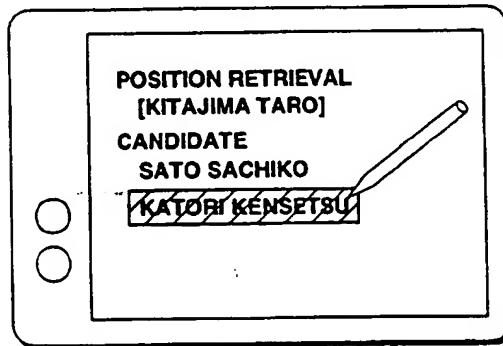 POSITION RETRIEVAL
[KITAJIMA TARO]
CANDIDATE
SATO SACHIKO
KATORI KENSETSU